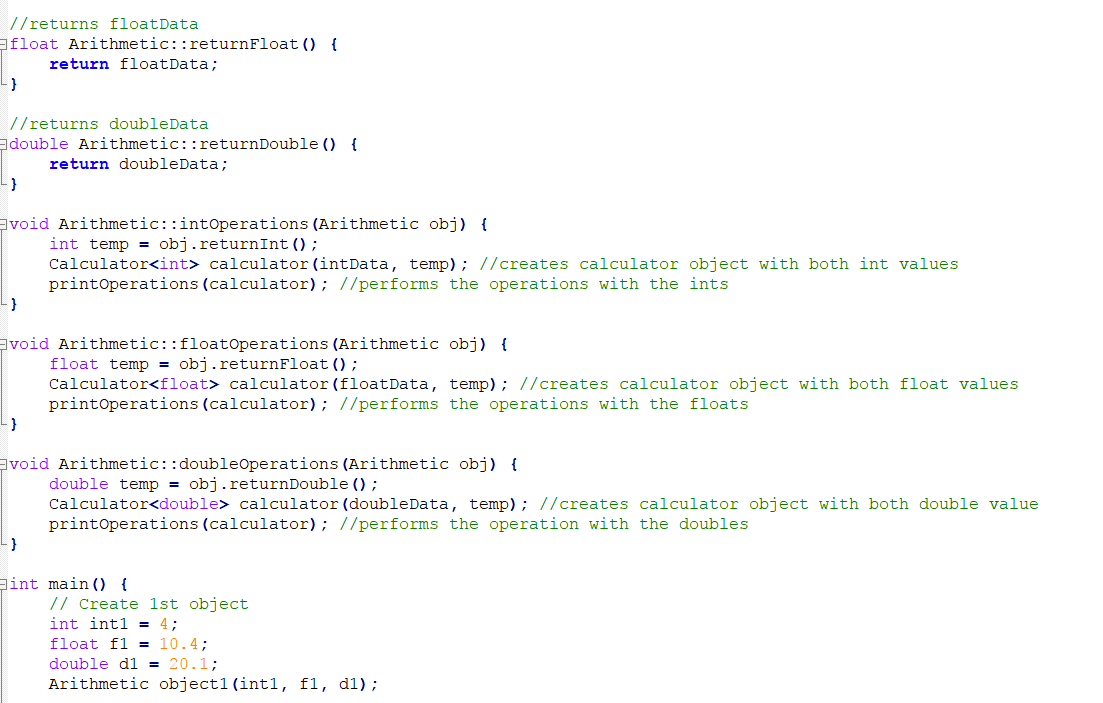 //returns floatData
float Arithmetic::returnFloat() {
    return floatData;
}

//returns doubleData
double Arithmetic::returnDouble() {
    return doubleData;
}

void Arithmetic::intOperations(Arithmetic obj) {
    int temp = obj.returnInt();
    Calculator<int> calculator(intData, temp); //creates calculator object with both int values
    printOperations(calculator); //performs the operations with the ints
}

void Arithmetic::floatOperations(Arithmetic obj) {
    float temp = obj.returnFloat();
    Calculator<float> calculator(floatData, temp); //creates calculator object with both float values
    printOperations(calculator); //performs the operations with the floats
}

void Arithmetic::doubleOperations(Arithmetic obj) {
    double temp = obj.returnDouble();
    Calculator<double> calculator(doubleData, temp); //creates calculator object with both double value
    printOperations(calculator); //performs the operation with the doubles
}

int main() {
    // Create 1st object
    int int1 = 4;
    float f1 = 10.4;
    double d1 = 20.1;
    Arithmetic object1(int1, f1, d1);